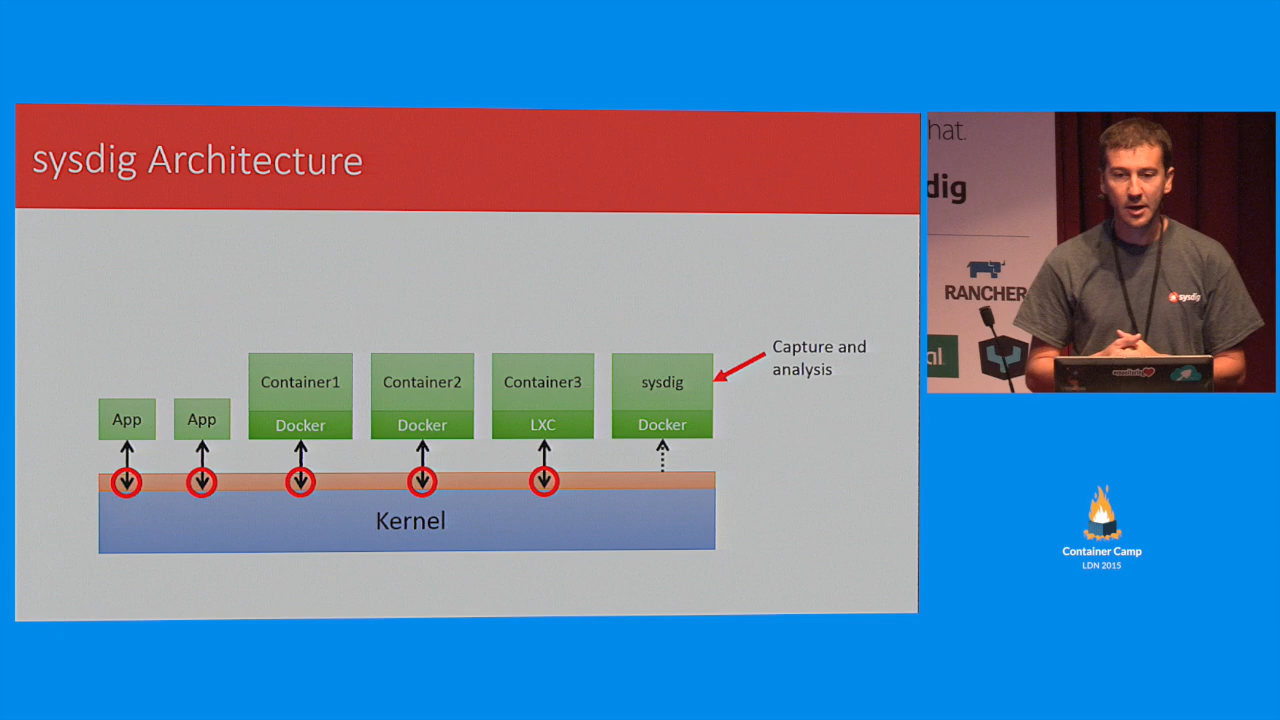 sysdig Architecture
Capture and
analysis
Container1
Container2
Container3
sysdig
App
App
Docker
Docker
LXC
Docker
Kernel
hat.
dig
RANCHER
sysdig
al
Container Camp
LDN 2015